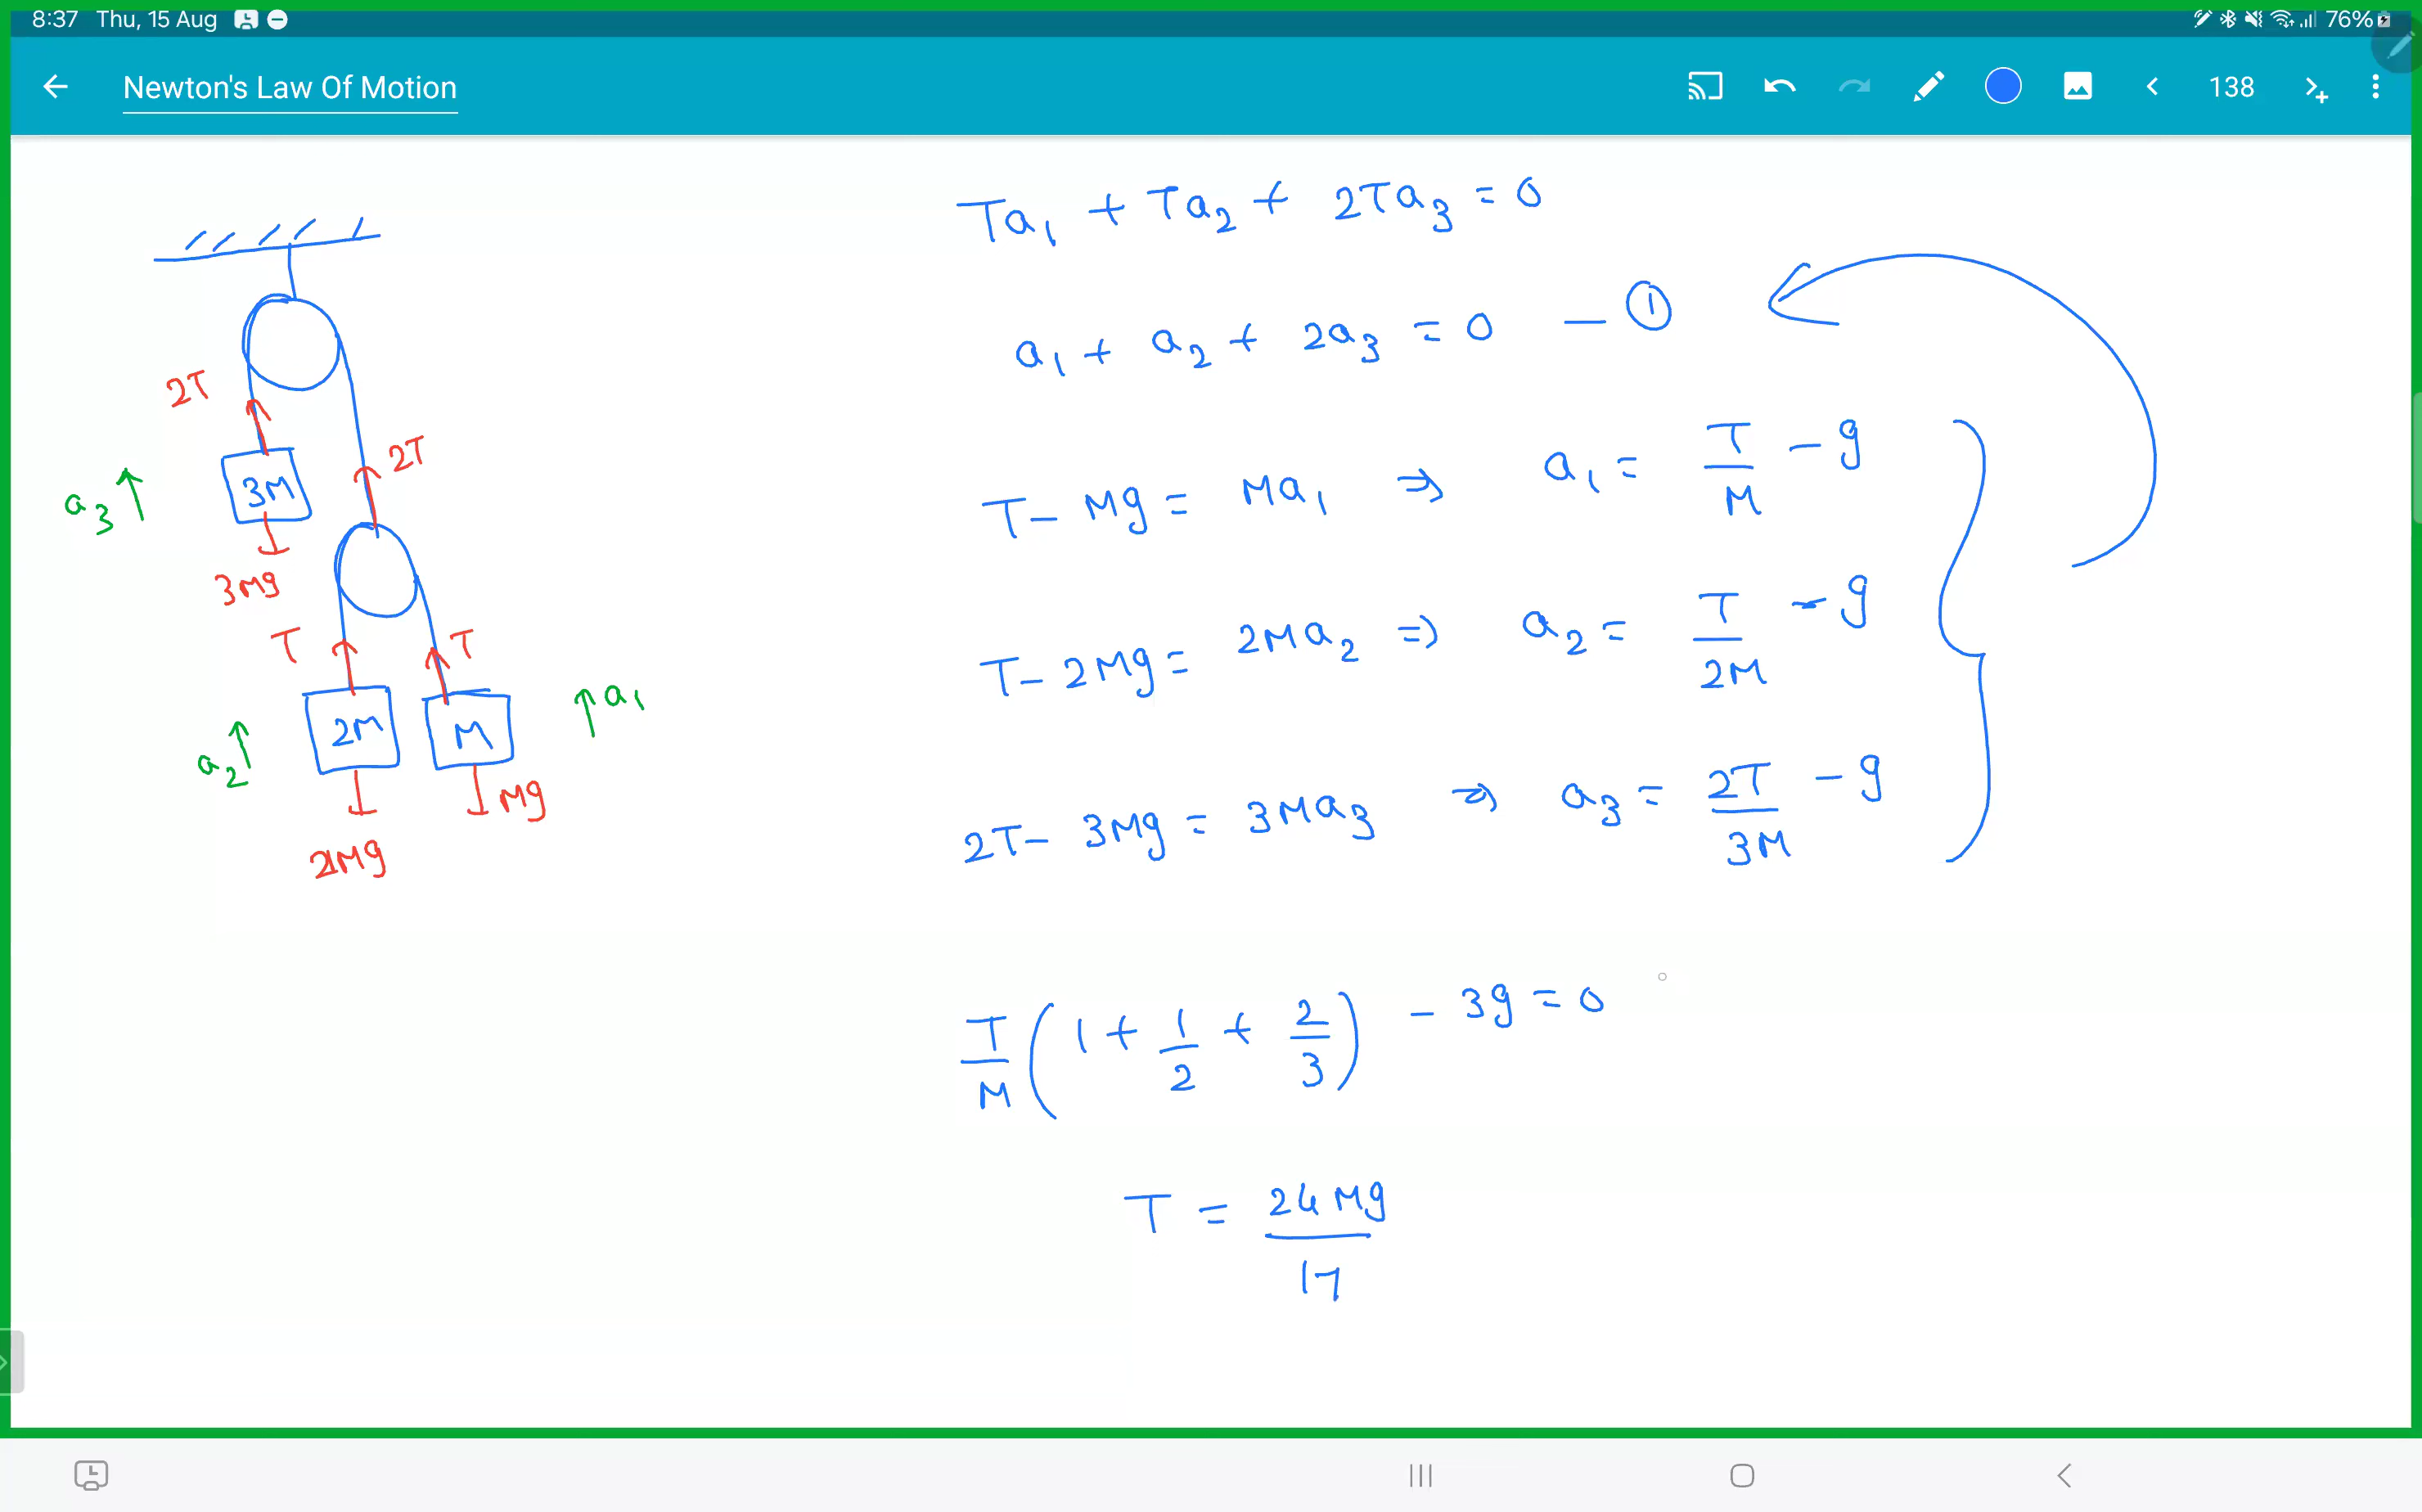 8:37 Thu, 15 Aug 76%
Newton's Law Of Motion 138
Ta₁ + Ta₂ + 2Ta₃ = 0
a₁ + a₂ + 2a₃ = 0 — ①
2T
2T
3M
a₃
3Mg
T - Mg = Ma₁ ⇒ a₁ = T/M - g
T
T
2M
M
a₂
a₁
Mg
2Mg
T - 2Mg = 2Ma₂ ⇒ a₂ = T/2M - g
2T - 3Mg = 3Ma₃ ⇒ a₃ = 2T/3M - g
T/M (1 + 1/2 + 2/3) - 3g = 0
T = 24Mg/17